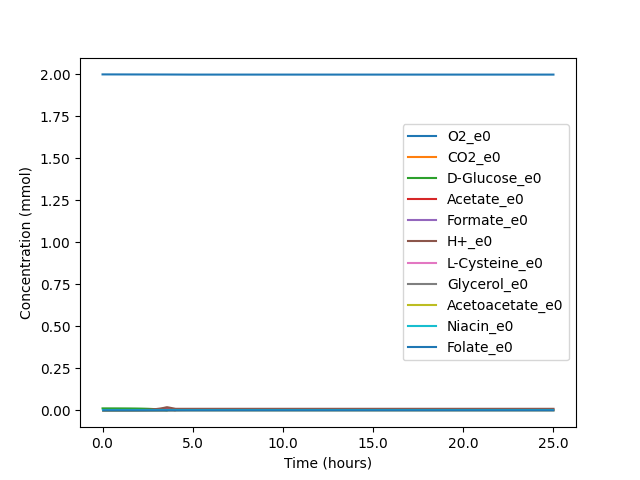 2.00
1.75
1.50
1.25
1.00
0.75
0.50
0.25
0.00
Concentration (mmol)
O2_e0
CO2_e0
D-Glucose_e0
Acetate_e0
Formate_e0
H+_e0
L-Cysteine_e0
Glycerol_e0
Acetoacetate_e0
Niacin_e0
Folate_e0
0.0 5.0 10.0 15.0 20.0 25.0
Time (hours)